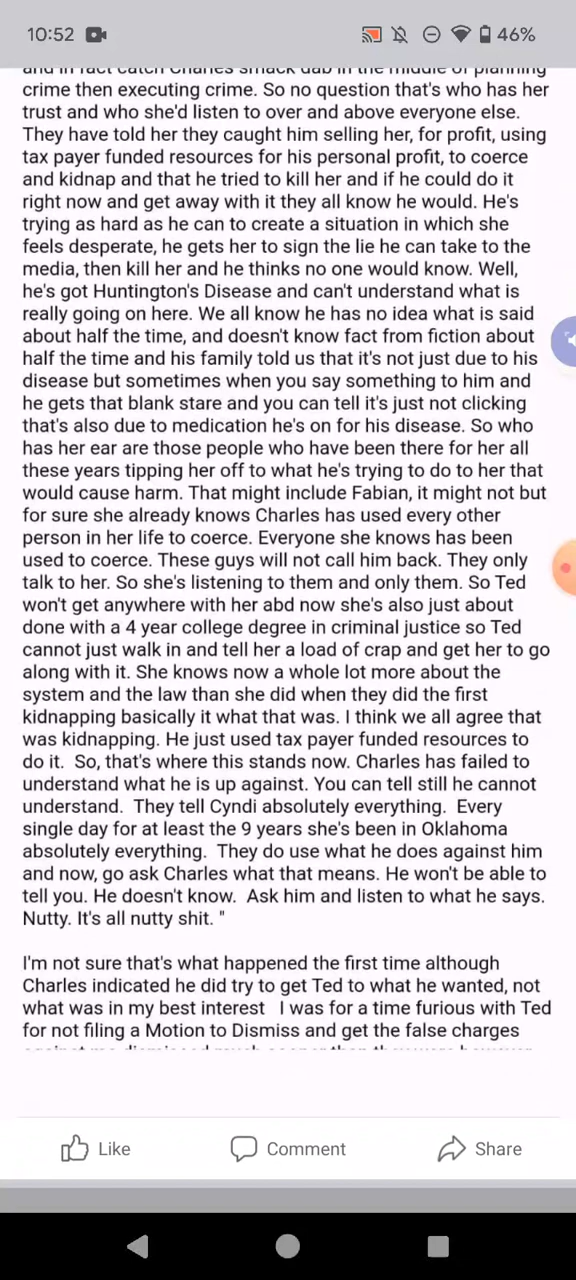 10:52
46%
and in fact catch Charles smack dab in the middle of planning
crime then executing crime. So no question that's who has her
trust and who she'd listen to over and above everyone else.
They have told her they caught him selling her, for profit, using
tax payer funded resources for his personal profit, to coerce
and kidnap and that he tried to kill her and if he could do it
right now and get away with it they all know he would. He's
trying as hard as he can to create a situation in which she
feels desperate, he gets her to sign the lie he can take to the
media, then kill her and he thinks no one would know. Well,
he's got Huntington's Disease and can't understand what is
really going on here. We all know he has no idea what is said
about half the time, and doesn't know fact from fiction about
half the time and his family told us that it's not just due to his
disease but sometimes when you say something to him and
he gets that blank stare and you can tell it's just not clicking
that's also due to medication he's on for his disease. So who
has her ear are those people who have been there for her all
these years tipping her off to what he's trying to do to her that
would cause harm. That might include Fabian, it might not but
for sure she already knows Charles has used every other
person in her life to coerce. Everyone she knows has been
used to coerce. These guys will not call him back. They only
talk to her. So she's listening to them and only them. So Ted
won't get anywhere with her abd now she's also just about
done with a 4 year college degree in criminal justice so Ted
cannot just walk in and tell her a load of crap and get her to go
along with it. She knows now a whole lot more about the
system and the law than she did when they did the first
kidnapping basically it what that was. I think we all agree that
was kidnapping. He just used tax payer funded resources to
do it.  So, that's where this stands now. Charles has failed to
understand what he is up against. You can tell still he cannot
understand.  They tell Cyndi absolutely everything.  Every
single day for at least the 9 years she's been in Oklahoma
absolutely everything.  They do use what he does against him
and now, go ask Charles what that means. He won't be able to
tell you. He doesn't know.  Ask him and listen to what he says.
Nutty. It's all nutty shit. "
I'm not sure that's what happened the first time although
Charles indicated he did try to get Ted to what he wanted, not
what was in my best interest   I was for a time furious with Ted
for not filing a Motion to Dismiss and get the false charges
Like
Comment
Share